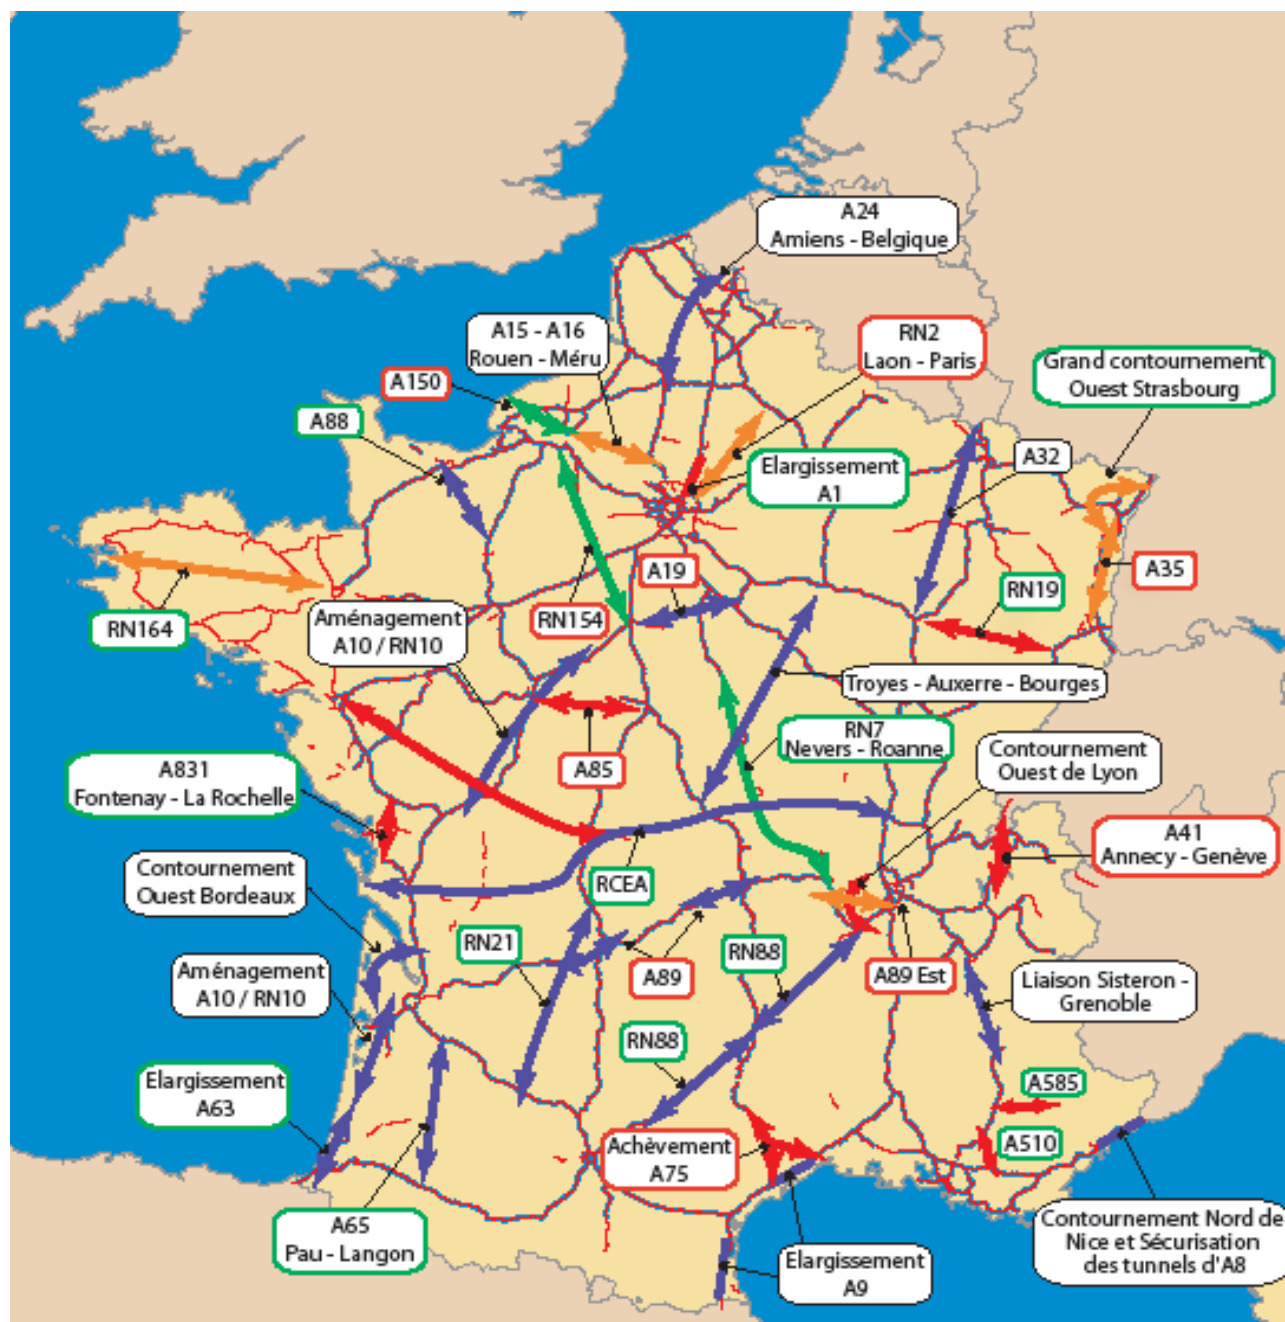 A24
Amiens - Belgique
A15 - A16
Rouen - Méru
RN2
Laon - Paris
Grand contournement
Ouest Strasbourg
A150
A88
Elargissement
A1
A32
A19
A35
RN19
RN164
Aménagement
A10 / RN10
RN154
Troyes - Auxerre - Bourges
RN7
Nevers - Roanne
Contournement
Ouest de Lyon
A831
Fontenay - La Rochelle
A85
A41
Annecy - Genève
Contournement
Ouest Bordeaux
RCEA
RN21
RN88
A89
A89 Est
Aménagement
A10 / RN10
Liaison Sisteron -
Grenoble
RN88
Elargissement
A63
A585
A510
Achèvement
A75
A65
Pau - Langon
Elargissement
A9
Contournement Nord de
Nice et Sécurisation
des tunnels d'A8